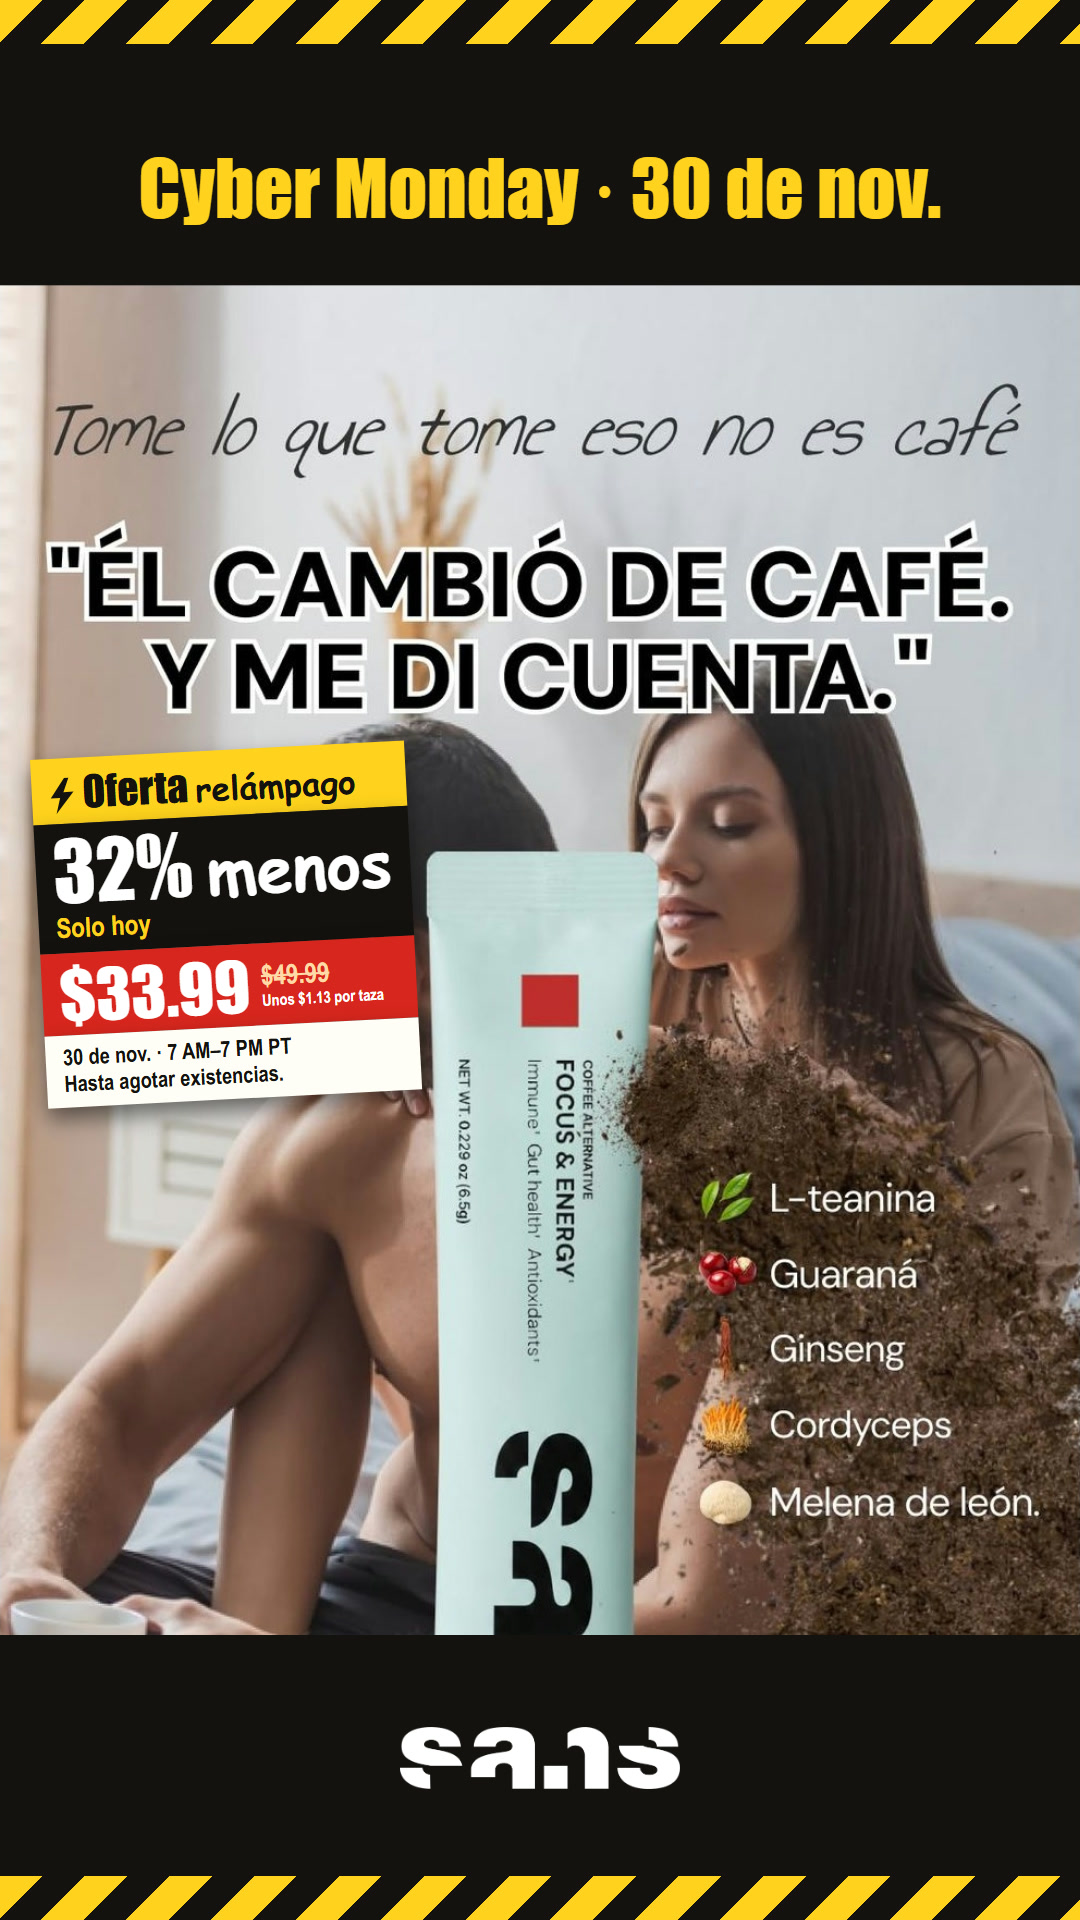 Cyber Monday · 30 de nov.
Tome lo que tome eso no es café
"ÉL CAMBIÓ DE CAFÉ.
Y ME DI CUENTA."
Oferta relámpago
32% menos
Solo hoy
$33.99 $49.99
Unos $1.13 por taza
30 de nov. · 7 AM–7 PM PT
Hasta agotar existencias.
COFFEE ALTERNATIVE
FOCUS & ENERGY'
Immune' Gut health' Antioxidants'
NET WT. 0.229 oz (6.5g)
sa
L-teanina
Guaraná
Ginseng
Cordyceps
Melena de león.
sans